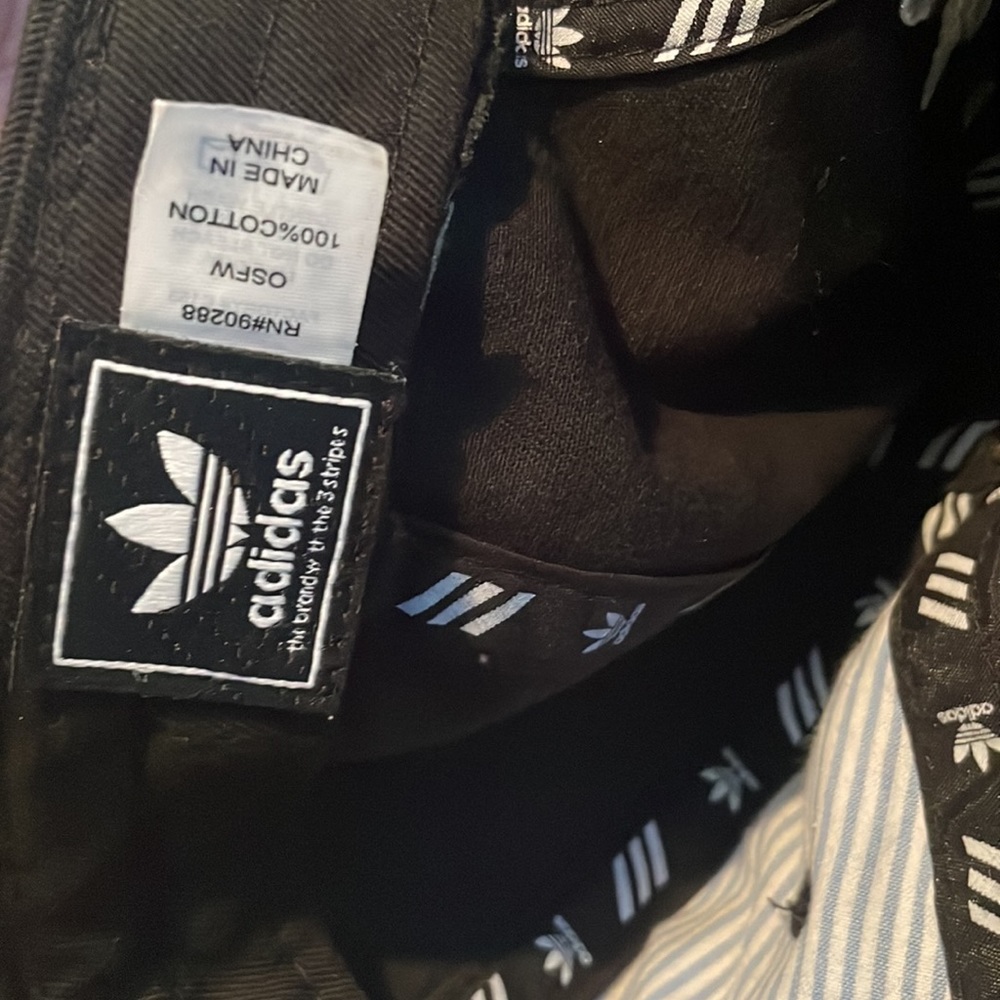 RN#90288
OSFW
100%COTTON
MADE IN
CHINA
adidas
the brand with the 3 stripes
adidas
adidas